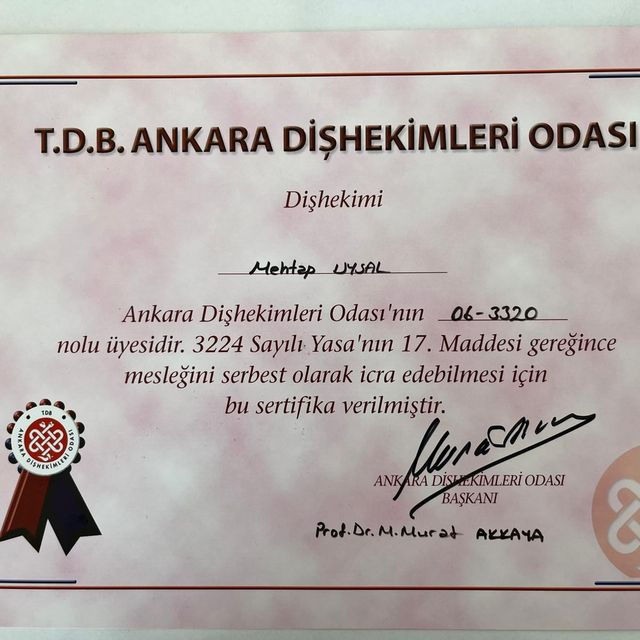 T.D.B. ANKARA DİŞHEKİMLERİ ODASI
Dişhekimi
Mehtap UYSAL
Ankara Dişhekimleri Odası'nın 06-3320
nolu üyesidir. 3224 Sayılı Yasa'nın 17. Maddesi gereğince
mesleğini serbest olarak icra edebilmesi için
bu sertifika verilmiştir.
TDB
ANKARA DİŞHEKİMLERİ ODASI
ANKARA DİŞHEKİMLERİ ODASI
BAŞKANI
Prof. Dr. M. Murat AKKAYA